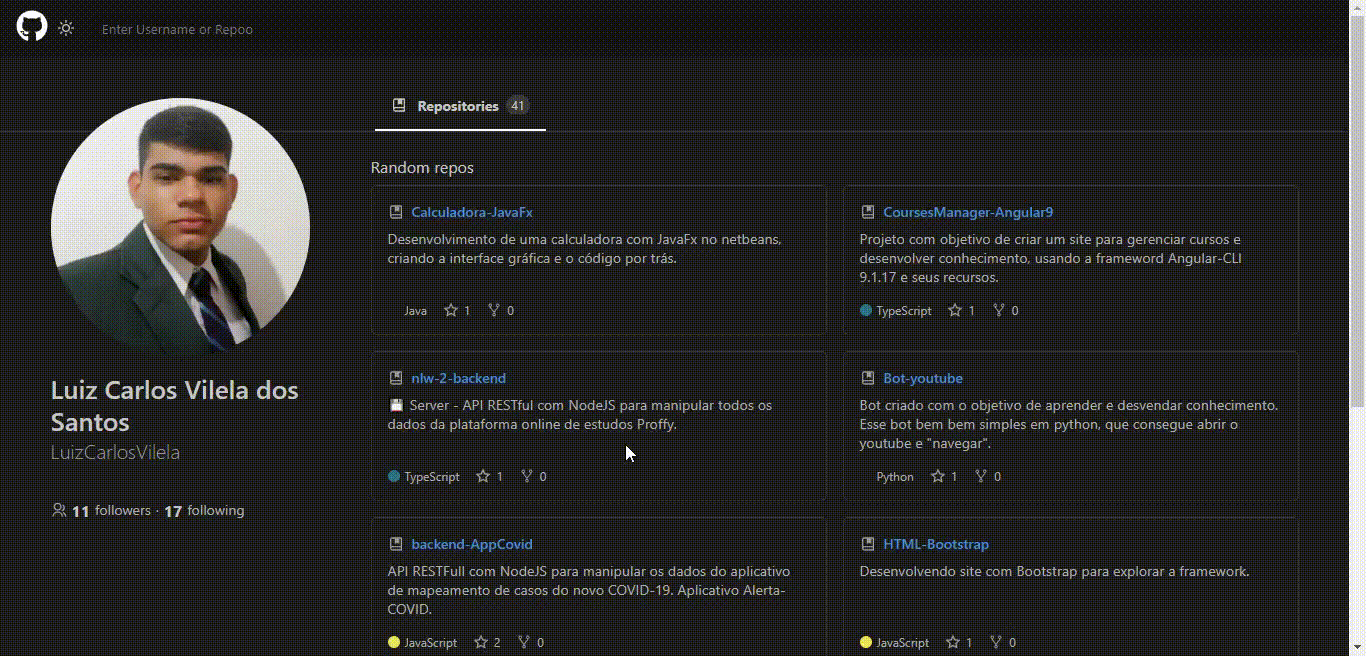 Enter Username or Repoo
Repositories 41
Luiz Carlos Vilela dos
Santos
LuizCarlosVilela
11 followers · 17 following
Random repos
Calculadora-JavaFx
Desenvolvimento de uma calculadora com JavaFx no netbeans,
criando a interface gráfica e o código por trás.
Java 1 0
CoursesManager-Angular9
Projeto com objetivo de criar um site para gerenciar cursos e
desenvolver conhecimento, usando a frameword Angular-CLI
9.1.17 e seus recursos.
TypeScript 1 0
nlw-2-backend
💾 Server - API RESTful com NodeJS para manipular todos os
dados da plataforma online de estudos Proffy.
TypeScript 1 0
Bot-youtube
Bot criado com o objetivo de aprender e desvendar conhecimento.
Esse bot bem bem simples em python, que consegue abrir o
youtube e "navegar".
Python 1 0
backend-AppCovid
API RESTFull com NodeJS para manipular os dados do aplicativo
de mapeamento de casos do novo COVID-19. Aplicativo Alerta-
COVID.
JavaScript 2 0
HTML-Bootstrap
Desenvolvendo site com Bootstrap para explorar a framework.
JavaScript 1 0